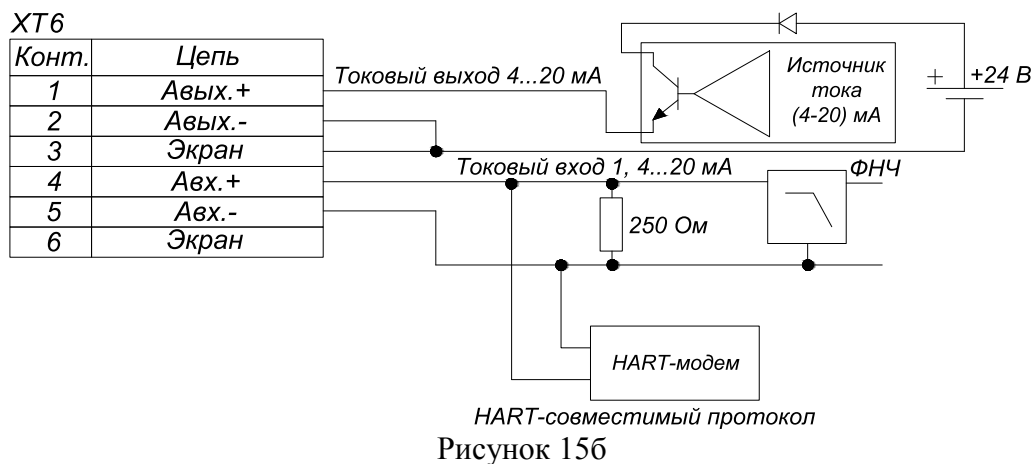 XT6
Конт. Цепь
1 Авых.+
2 Авых.-
3 Экран
4 Авх.+
5 Авх.-
6 Экран
Токовый выход 4...20 мА
Источник
тока
(4-20) мА
+
+24 В
Токовый вход 1, 4...20 мА
ФНЧ
250 Ом
HART-модем
HART-совместимый протокол
Рисунок 15б